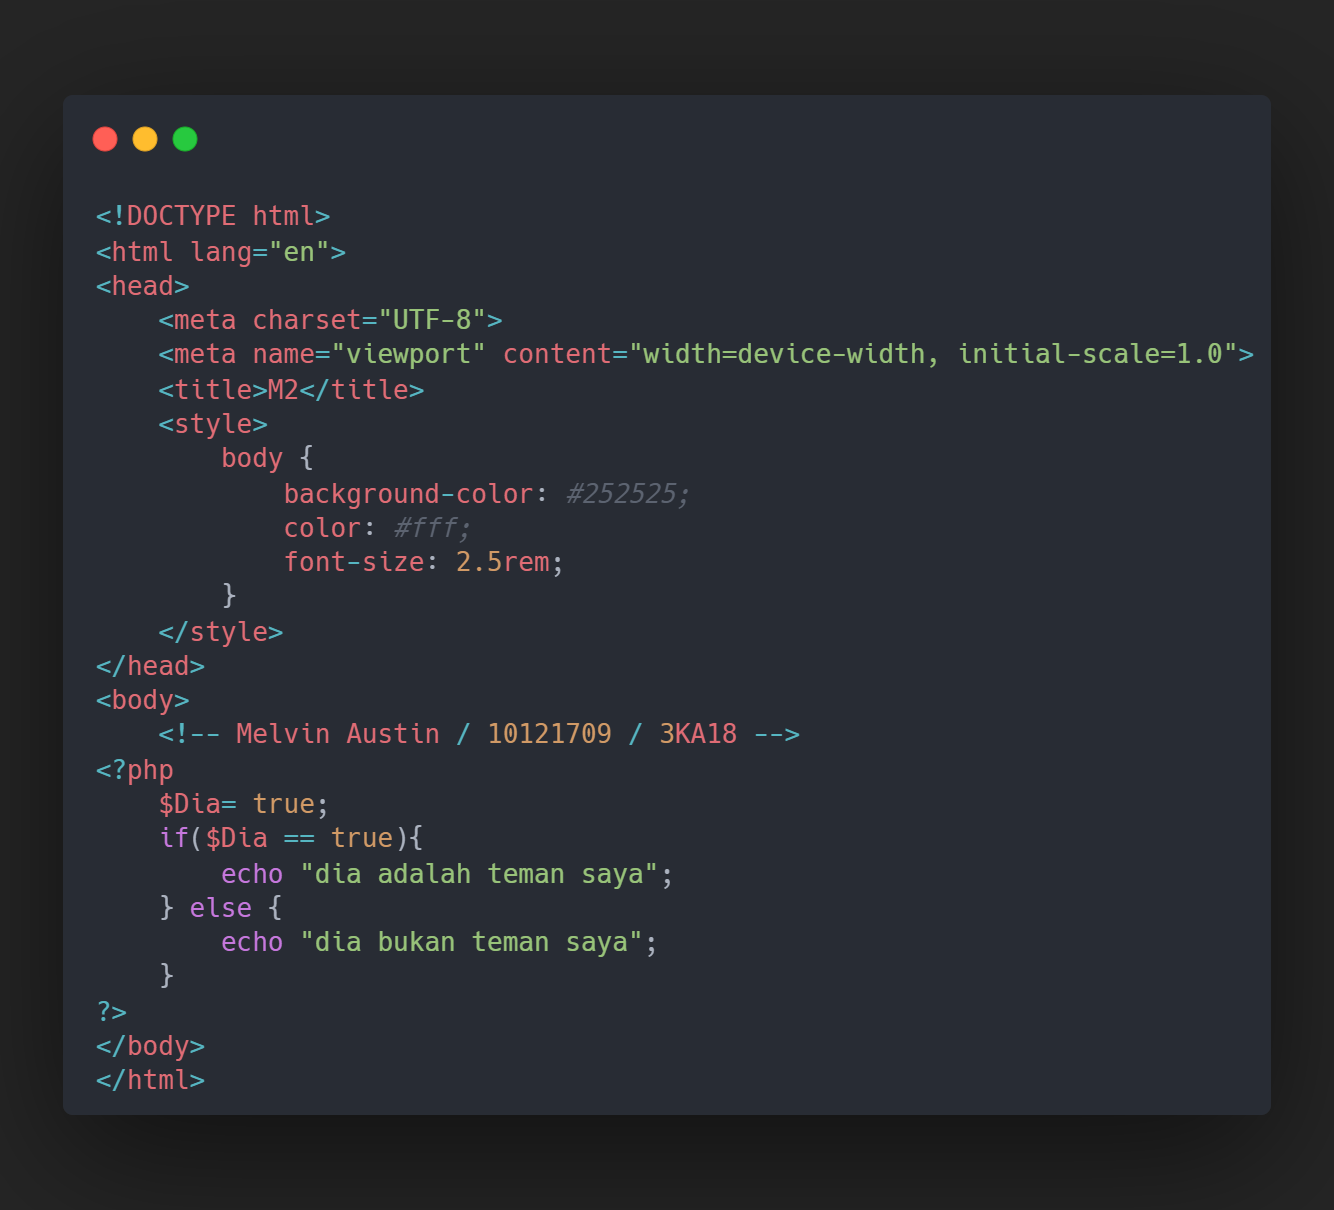 <!DOCTYPE html>
<html lang="en">
<head>
    <meta charset="UTF-8">
    <meta name="viewport" content="width=device-width, initial-scale=1.0">
    <title>M2</title>
    <style>
        body {
            background-color: #252525;
            color: #fff;
            font-size: 2.5rem;
        }
    </style>
</head>
<body>
    <!-- Melvin Austin / 10121709 / 3KA18 -->
<?php
    $Dia= true;
    if($Dia == true){
        echo "dia adalah teman saya";
    } else {
        echo "dia bukan teman saya";
    }
?>
</body>
</html>